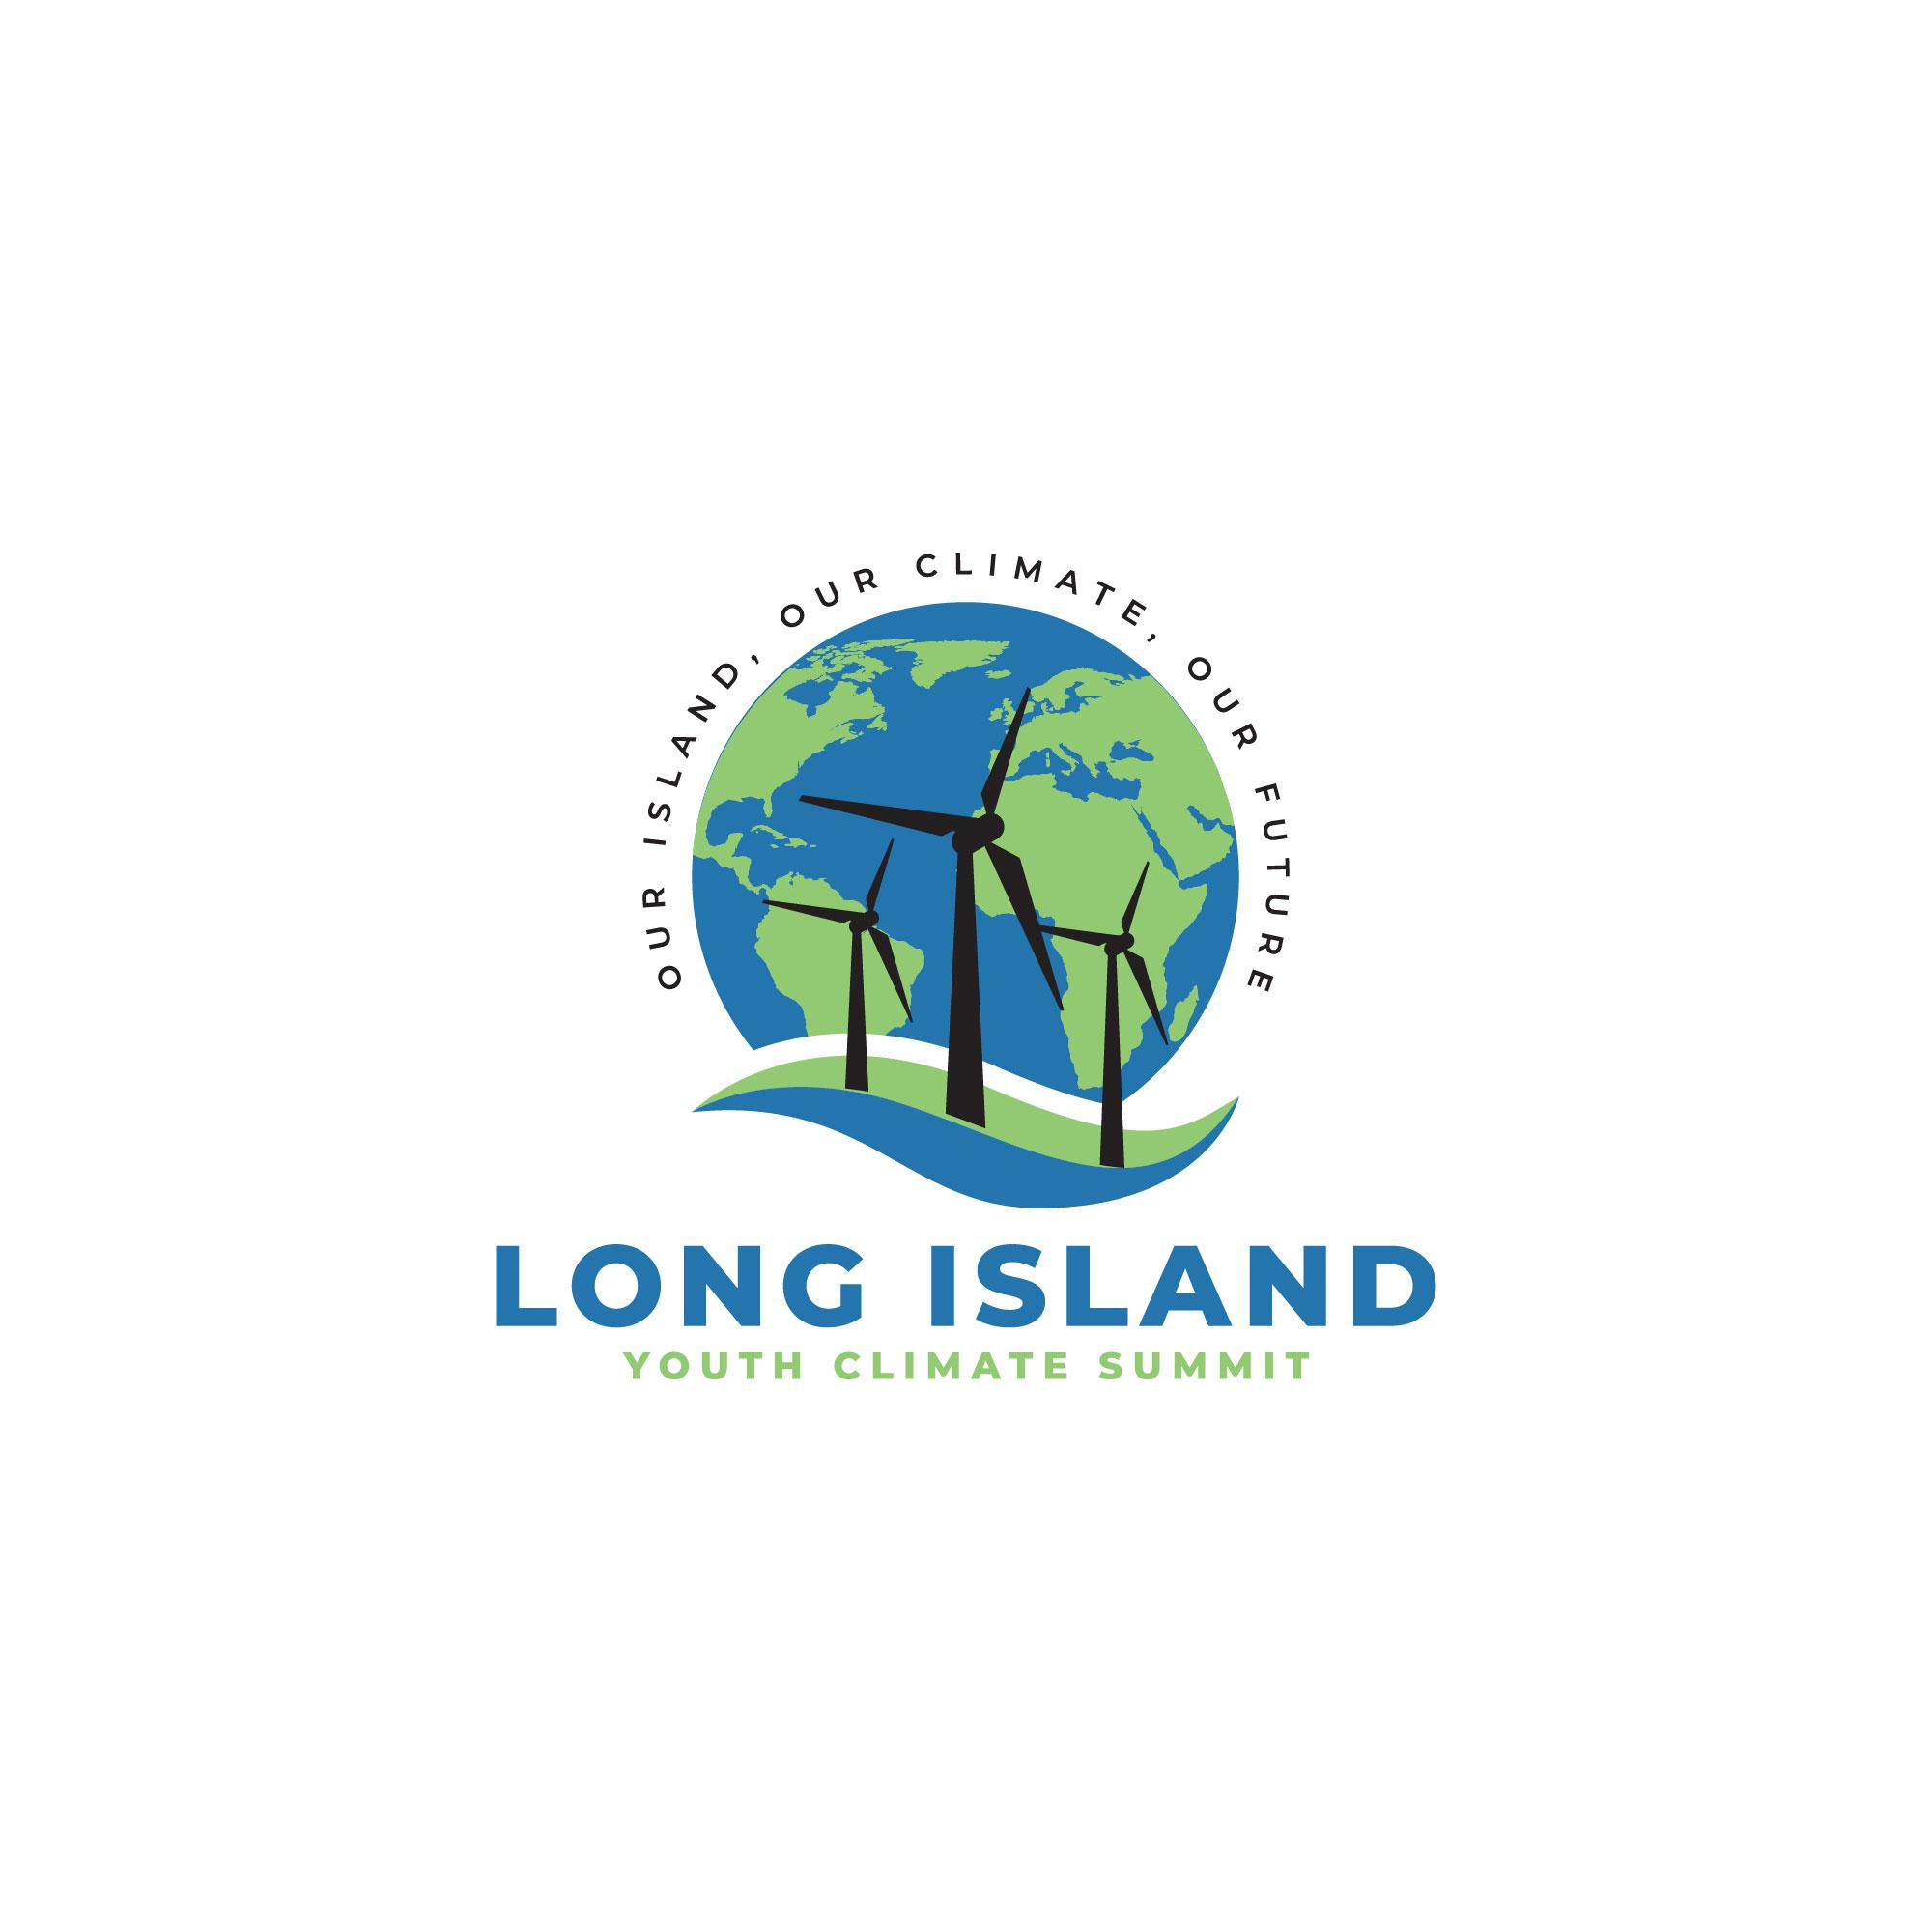 OUR ISLAND, OUR CLIMATE, OUR FUTURE
LONG ISLAND
YOUTH CLIMATE SUMMIT